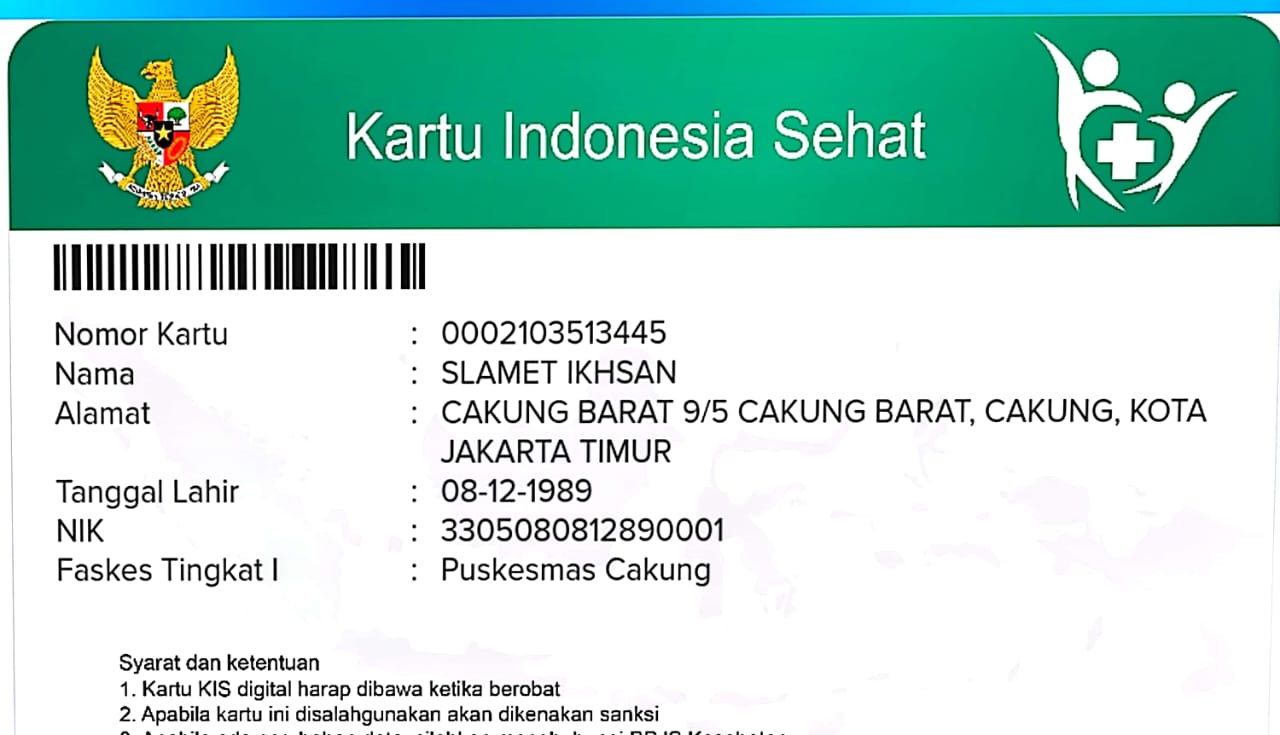 Kartu Indonesia Sehat
Nomor Kartu : 0002103513445
Nama : SLAMET IKHSAN
Alamat : CAKUNG BARAT 9/5 CAKUNG BARAT, CAKUNG, KOTA
JAKARTA TIMUR
Tanggal Lahir : 08-12-1989
NIK : 3305080812890001
Faskes Tingkat I : Puskesmas Cakung
Syarat dan ketentuan
1. Kartu KIS digital harap dibawa ketika berobat
2. Apabila kartu ini disalahgunakan akan dikenakan sanksi